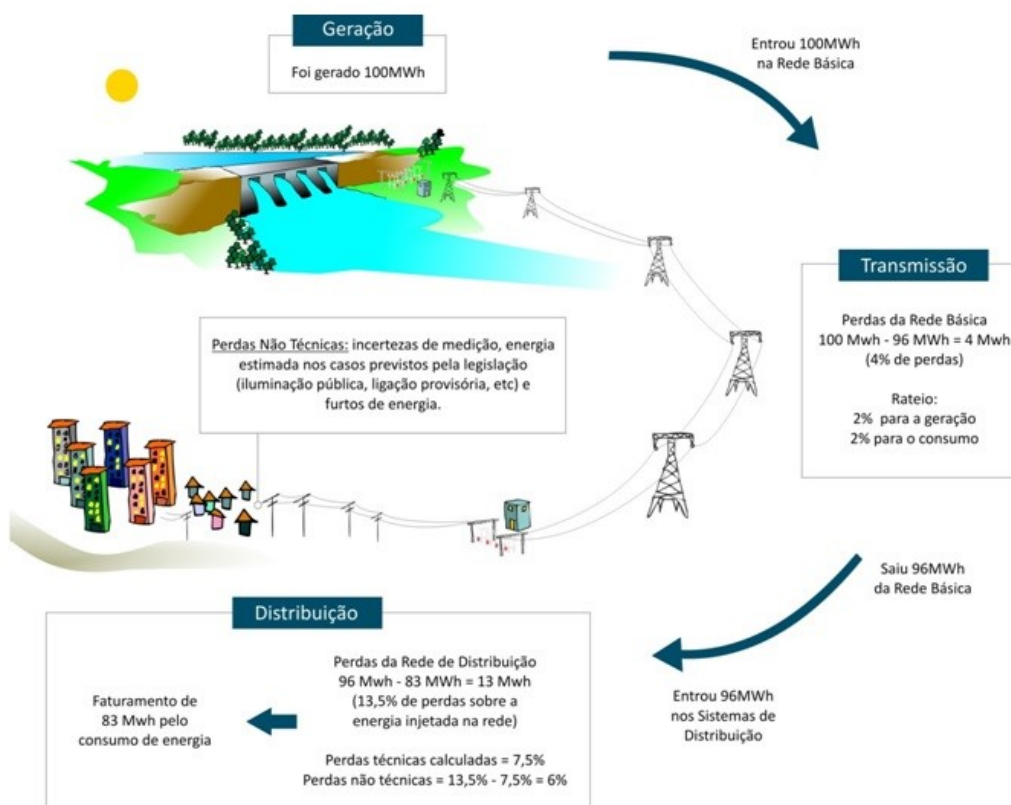 Geração
Foi gerado 100MWh
Entrou 100MWh
na Rede Básica
Transmissão
Perdas da Rede Básica
100 Mwh - 96 MWh = 4 Mwh
(4% de perdas)
Rateio:
2% para a geração
2% para o consumo
Perdas Não Técnicas: incertezas de medição, energia
estimada nos casos previstos pela legislação
(iluminação pública, ligação provisória, etc) e
furtos de energia.
Saiu 96MWh
da Rede Básica
Entrou 96MWh
nos Sistemas de
Distribuição
Distribuição
Perdas da Rede de Distribuição
96 Mwh - 83 MWh = 13 Mwh
(13,5% de perdas sobre a
energia injetada na rede)
Perdas técnicas calculadas = 7,5%
Perdas não técnicas = 13,5% - 7,5% = 6%
Faturamento de
83 Mwh pelo
consumo de energia